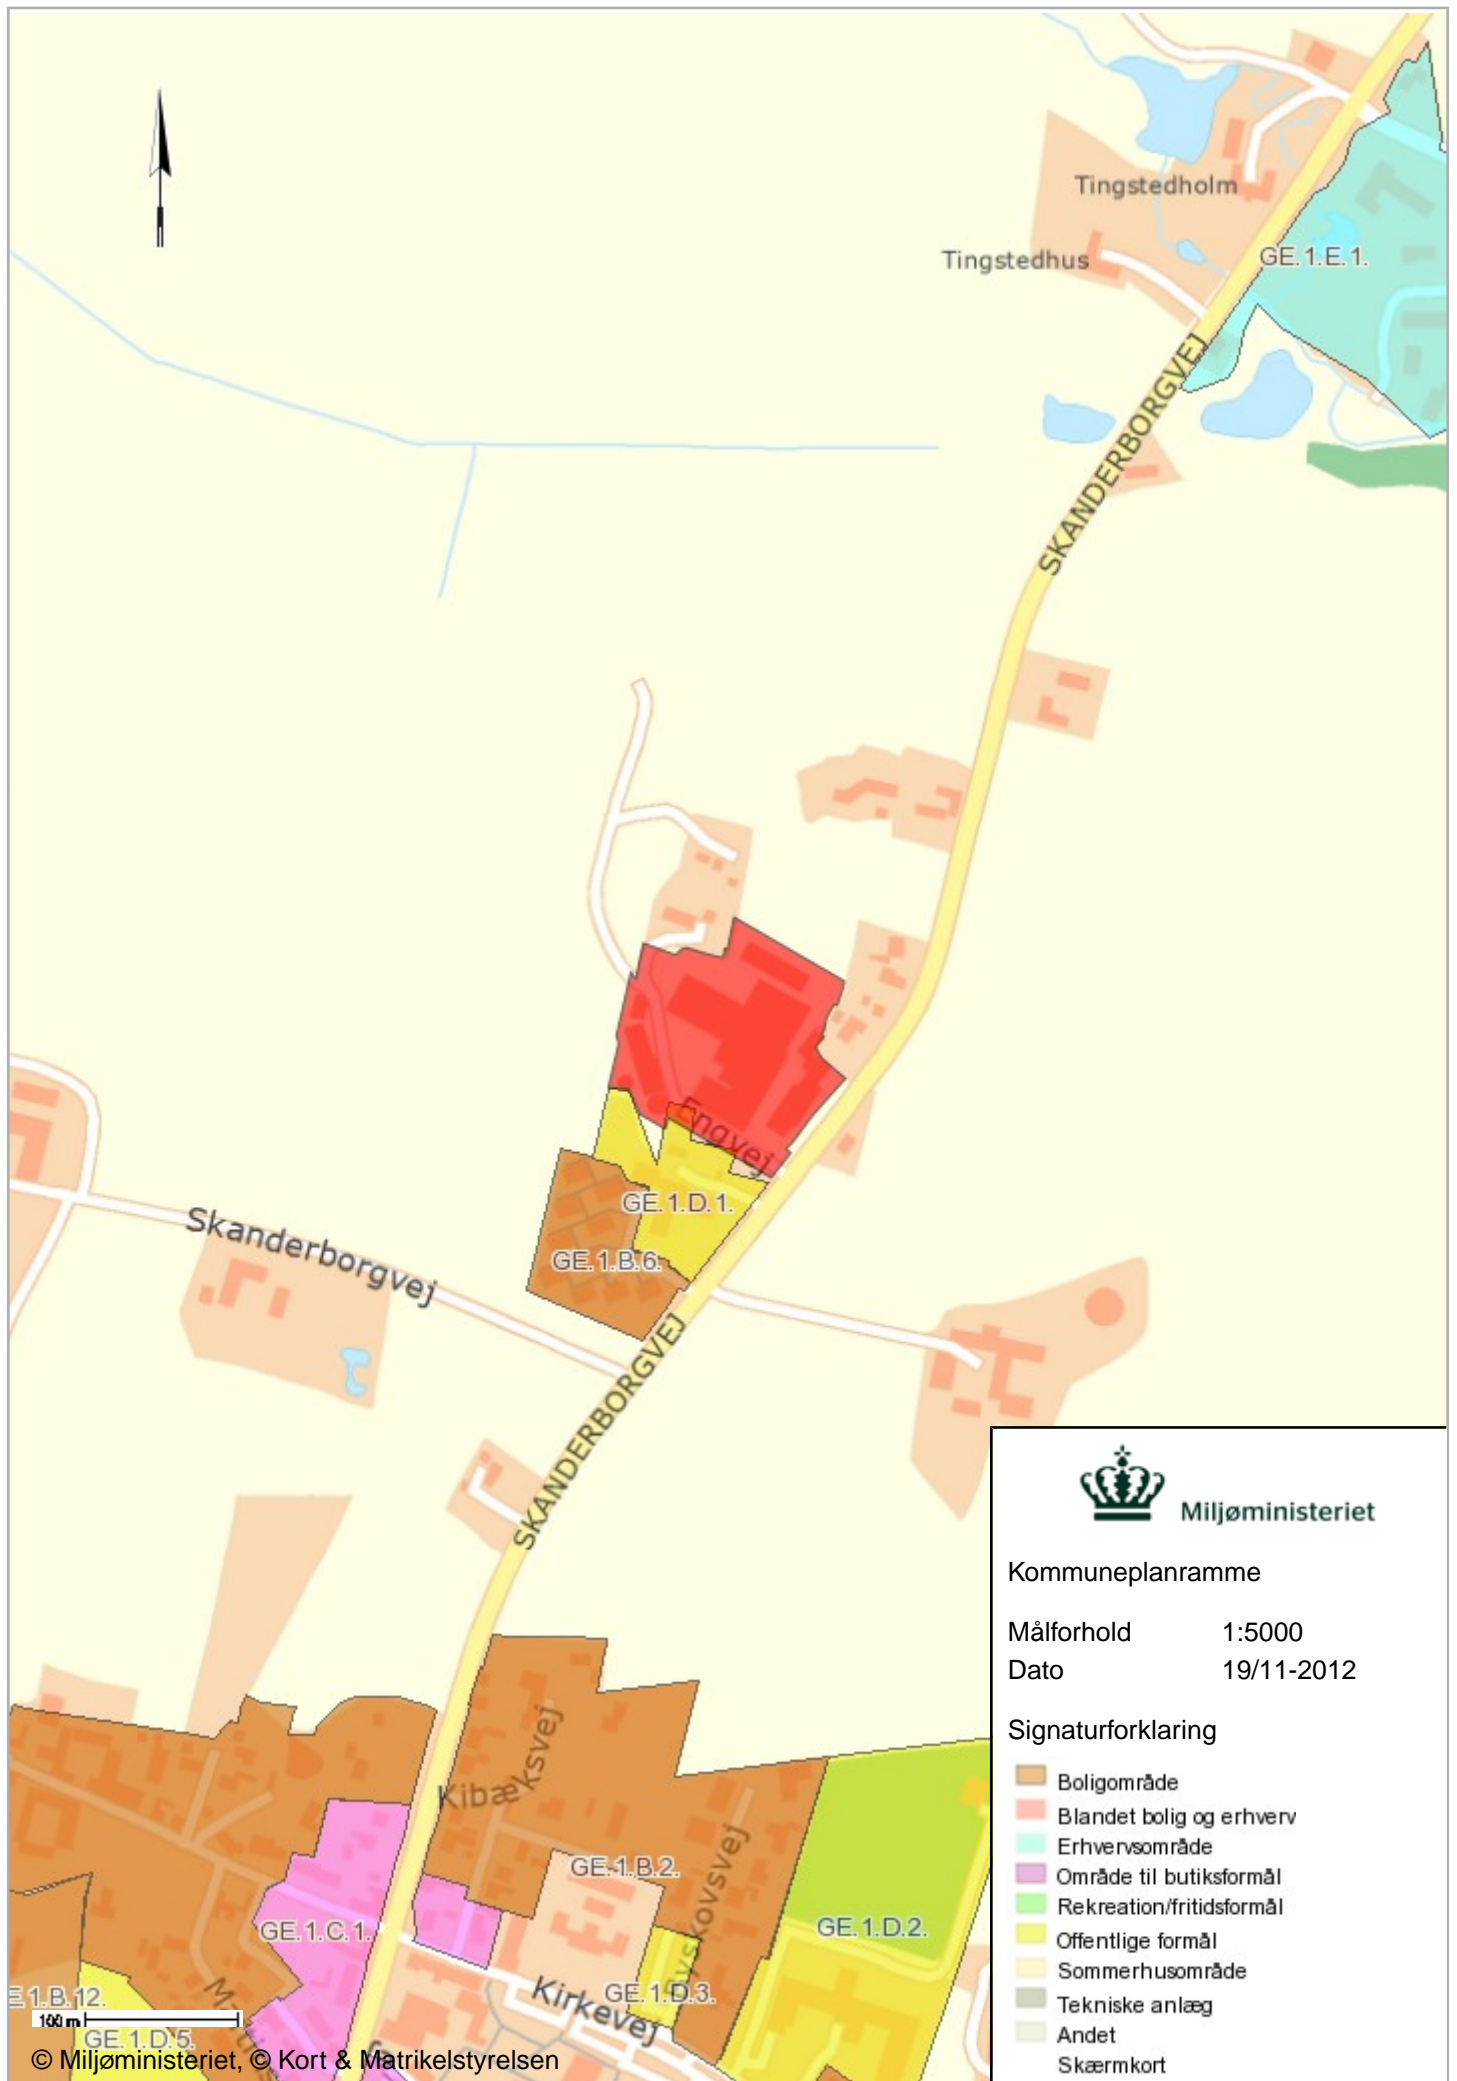 Tingstedholm
Tingstedhus
GE.1.E.1.
SKANDERBORGVEJ
Engvej
GE.1.D.1.
Skanderborgvej
GE.1.B.6.
SKANDERBORGVEJ
Kibæksvej
GE.1.B.2.
GE.1.C.1.
GE.1.D.2.
Kirkevej
GE.1.D.3.
E.1.B.12.
GE.1.D.5.
© Miljøministeriet, © Kort & Matrikelstyrelsen
Miljøministeriet
Kommuneplanramme
Målforhold 1:5000
Dato 19/11-2012
Signaturforklaring
Boligområde
Blandet bolig og erhverv
Erhvervsområde
Område til butiksformål
Rekreation/fritidsformål
Offentlige formål
Sommerhusområde
Tekniske anlæg
Andet
Skærmkort